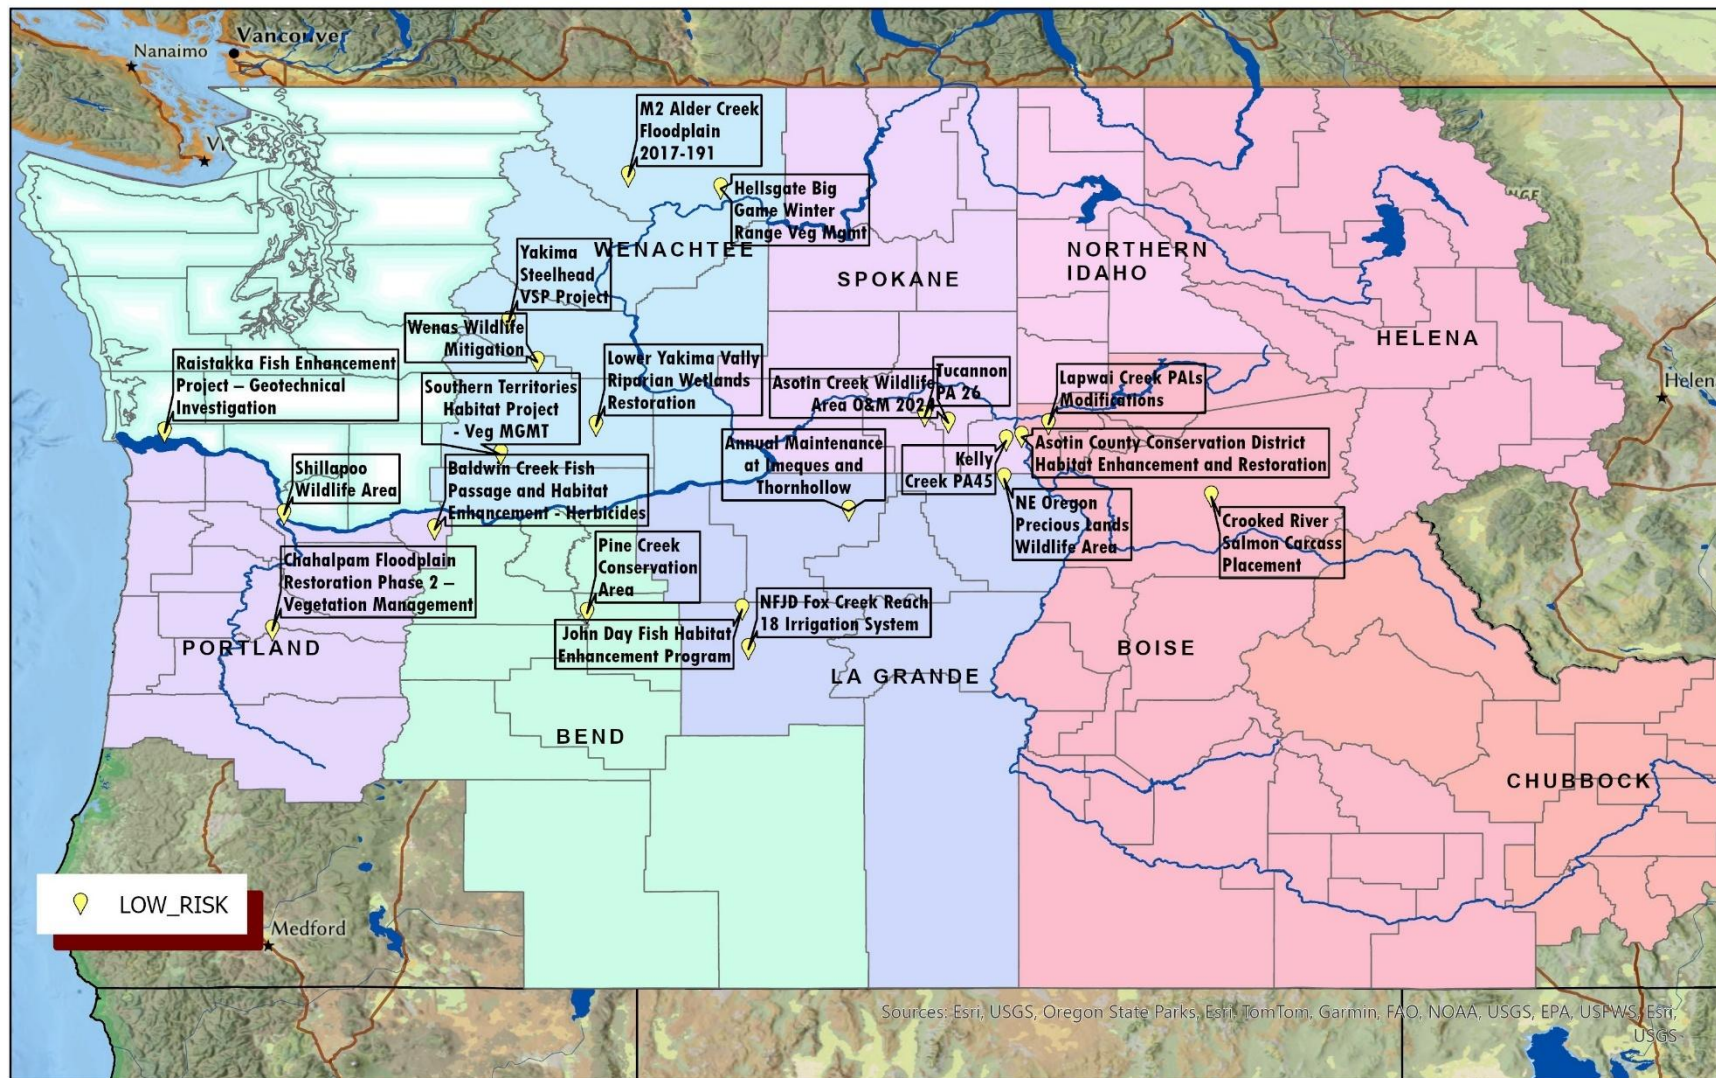 Vancouver
Nanaimo
M2 Alder Creek
Floodplain
2017-191
Hellsgate Big
Game Winter
Range Veg Mgmt
WENACHTEE
Yakima
Steelhead
VSP Project
SPOKANE
NORTHERN
IDAHO
HELENA
Wenas Wildlife
Mitigation
Raistakka Fish Enhancement
Project – Geotechnical
Investigation
Southern Territories
Habitat Project
- Veg MGMT
Lower Yakima Vally
Riparian Wetlands
Restoration
Asotin Creek Wildlife
Area O&M 202
Tucannon
PA 26
Lapwai Creek PALs
Modifications
Helena
Annual Maintenance
at Imeques and
Thornhollow
Kelly
Creek PA45
Asotin County Conservation District
Habitat Enhancement and Restoration
Shillapoo
Wildlife Area
Baldwin Creek Fish
Passage and Habitat
Enhancement - Herbicides
NE Oregon
Precious Lands
Wildlife Area
Crooked River
Salmon Carcass
Placement
Chahalpam Floodplain
Restoration Phase 2 –
Vegetation Management
Pine Creek
Conservation
Area
NFJD Fox Creek Reach
18 Irrigation System
John Day Fish Habitat
Enhancement Program
PORTLAND
BOISE
LA GRANDE
BEND
CHUBBOCK
LOW_RISK
Medford
Sources: Esri, USGS, Oregon State Parks, Esri, TomTom, Garmin, FAO, NOAA, USGS, EPA, USFWS, Esri,
USGS